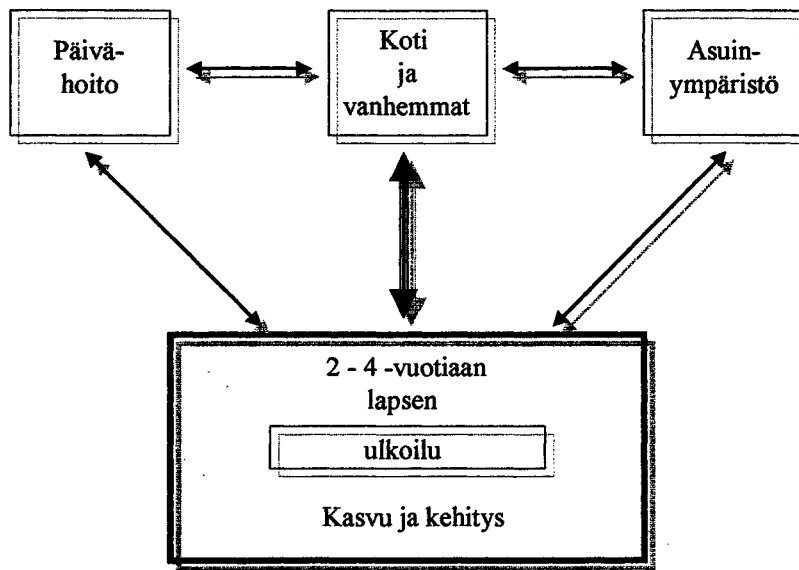 Päivä-
hoito
Koti
ja
vanhemmat
Asuin-
ympäristö
2 - 4 -vuotiaan
lapsen
ulkoilu
Kasvu ja kehitys